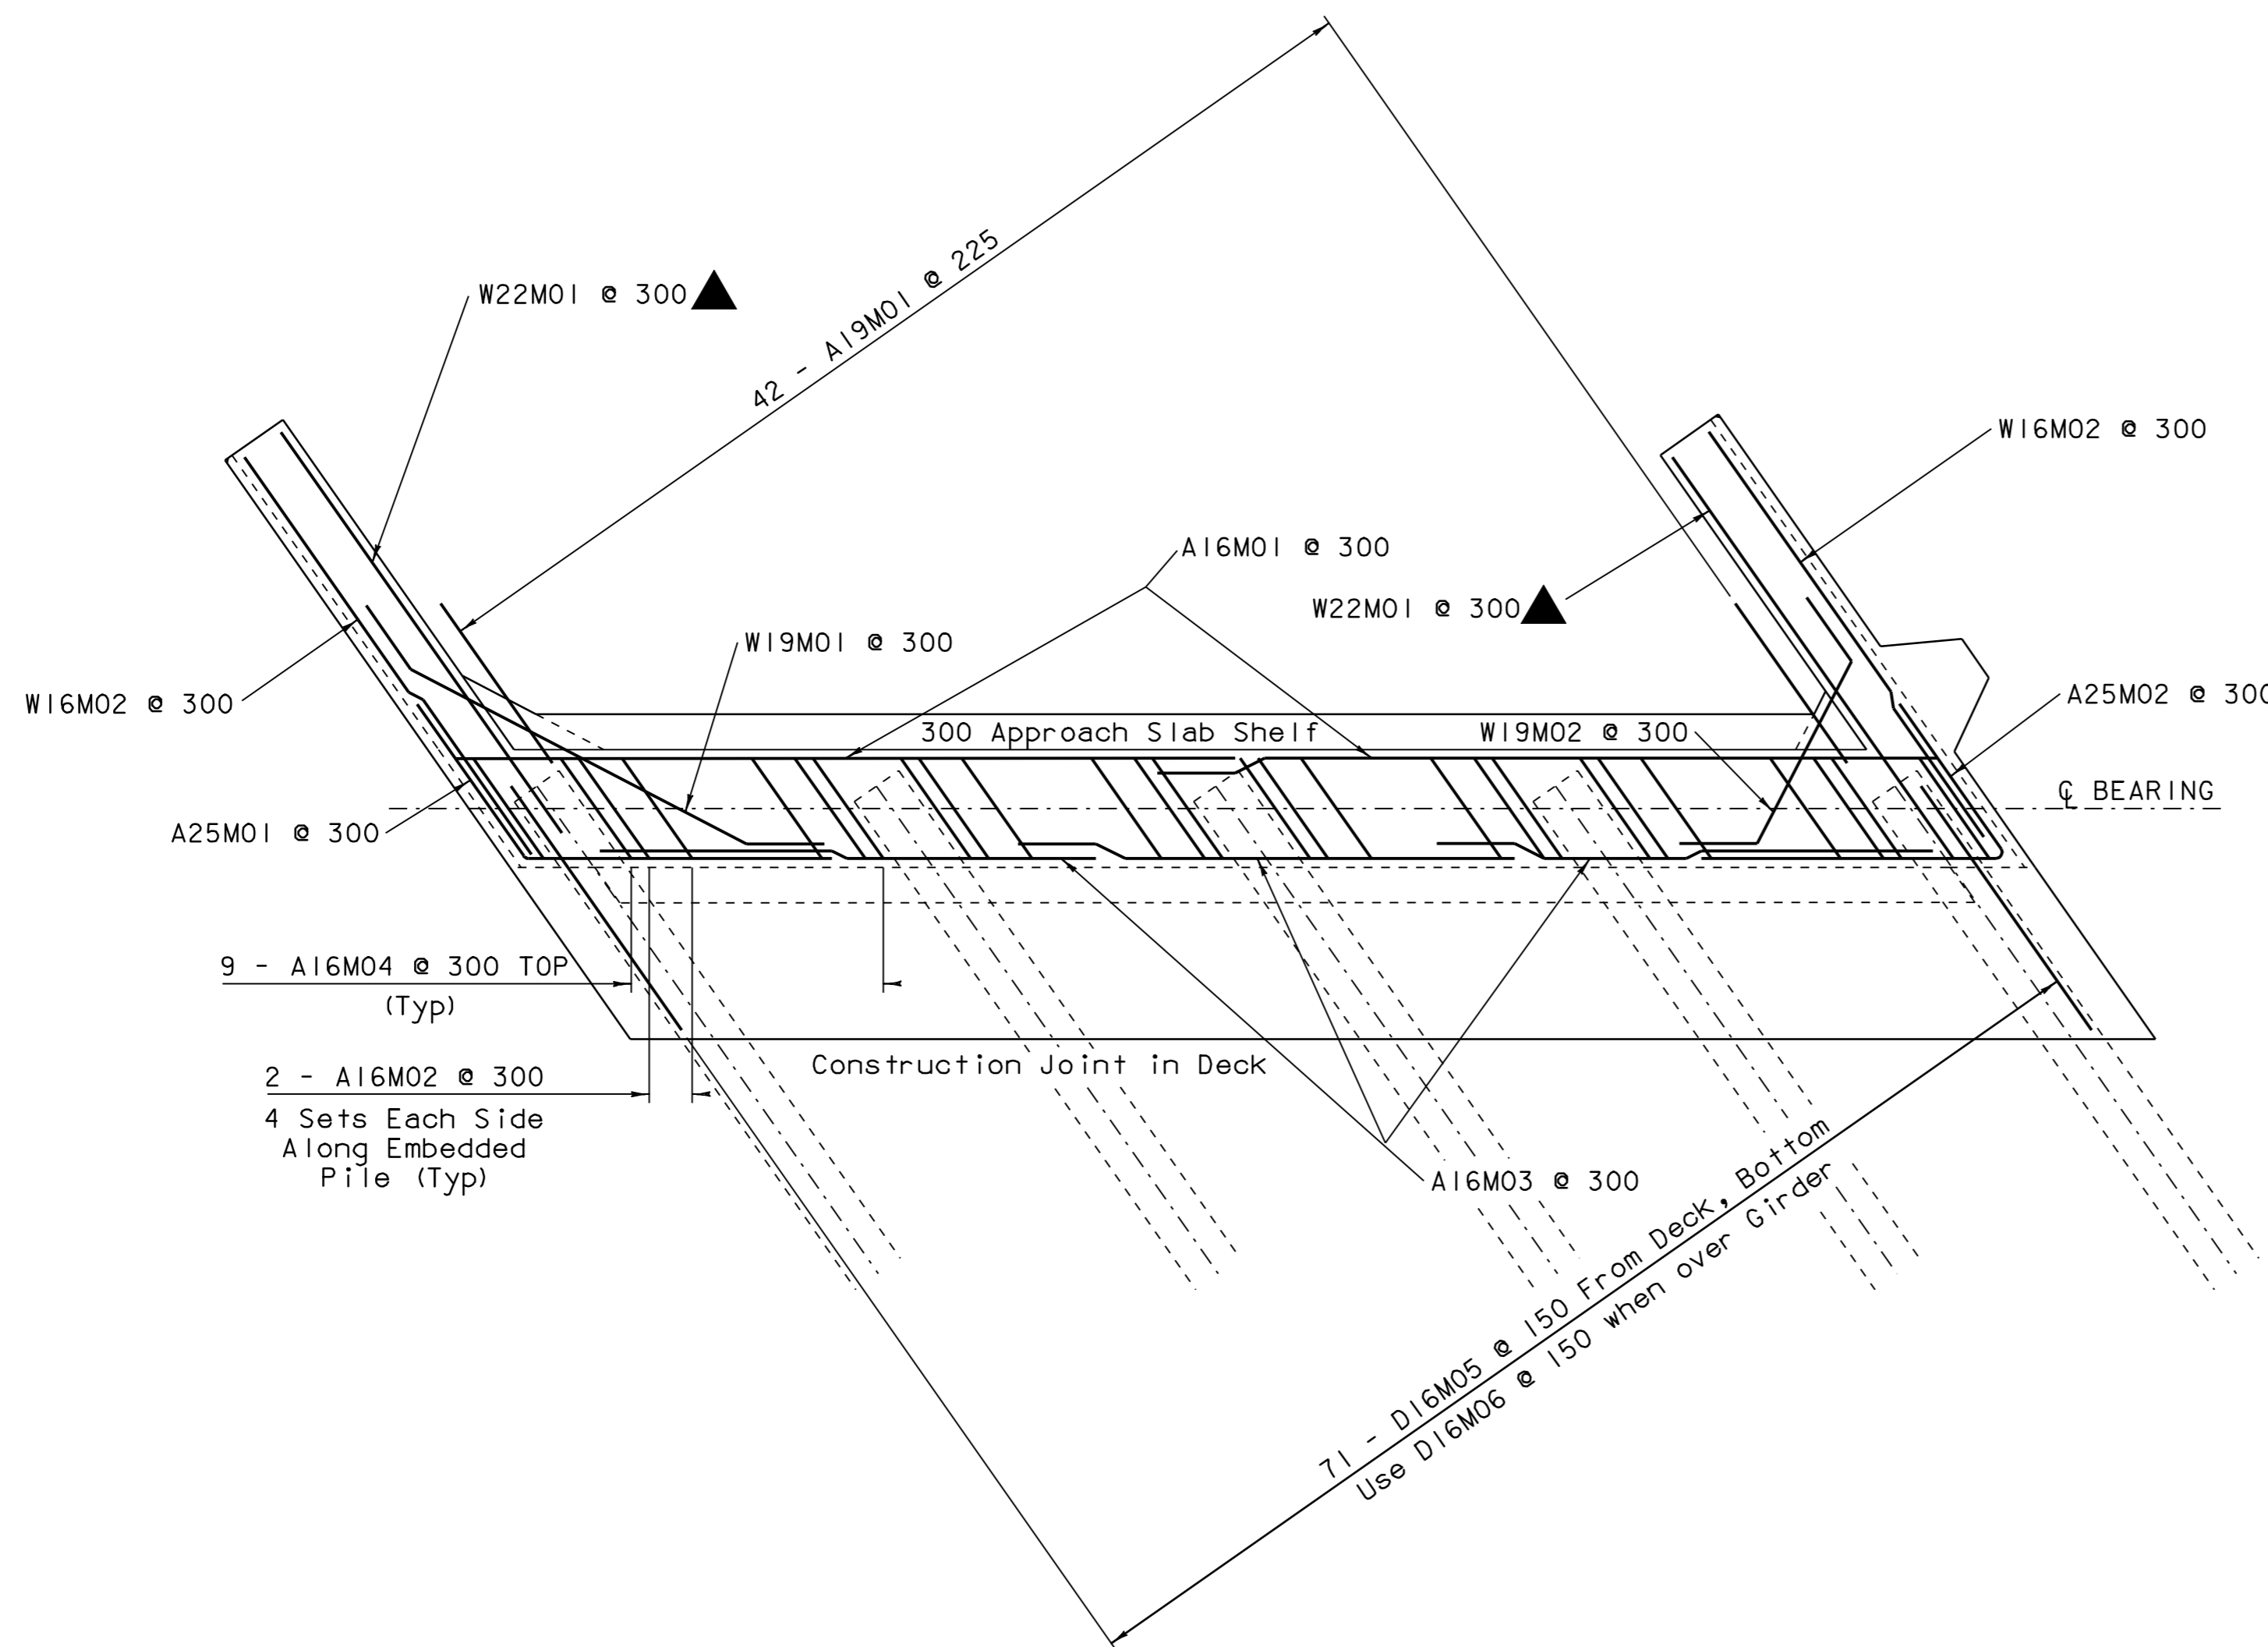 42 - A19M01 @ 225
W22M01 @ 300
W16M02 @ 300
A16M01 @ 300
W22M01 @ 300
W19M01 @ 300
W16M02 @ 300
A25M02 @ 300
300 Approach Slab Shelf
W19M02 @ 300
℄ BEARING
A25M01 @ 300
9 - A16M04 @ 300 TOP
(Typ)
Construction Joint in Deck
2 - A16M02 @ 300
4 Sets Each Side
Along Embedded
Pile (Typ)
A16M03 @ 300
71 - D16M05 @ 150 From Deck, Bottom
Use D16M06 @ 150 when over Girder